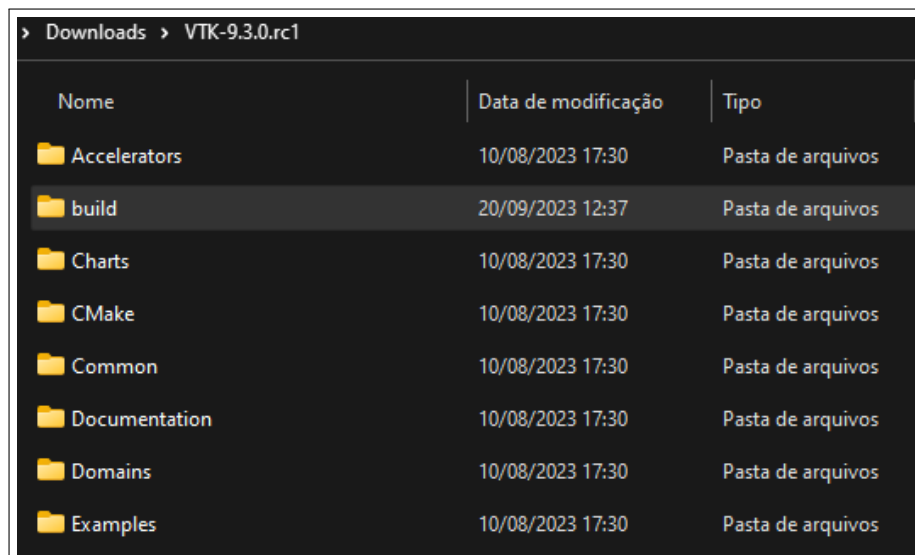 › Downloads › VTK-9.3.0.rc1
Nome Data de modificação Tipo
Accelerators 10/08/2023 17:30 Pasta de arquivos
build 20/09/2023 12:37 Pasta de arquivos
Charts 10/08/2023 17:30 Pasta de arquivos
CMake 10/08/2023 17:30 Pasta de arquivos
Common 10/08/2023 17:30 Pasta de arquivos
Documentation 10/08/2023 17:30 Pasta de arquivos
Domains 10/08/2023 17:30 Pasta de arquivos
Examples 10/08/2023 17:30 Pasta de arquivos